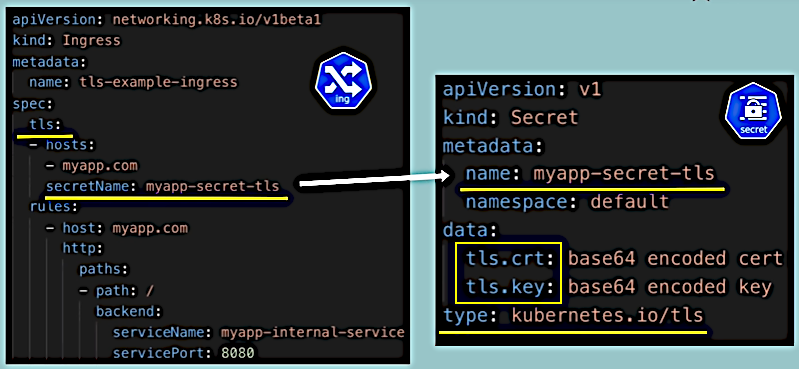 apiVersion: networking.k8s.io/v1beta1
kind: Ingress
metadata:
name: tls-example-ingress
spec:
tls:
- hosts:
- myapp.com
secretName: myapp-secret-tls
rules:
- host: myapp.com
http:
paths:
- path: /
backend:
serviceName: myapp-internal-service
servicePort: 8080
ing
apiVersion: v1
kind: Secret
metadata:
name: myapp-secret-tls
namespace: default
data:
tls.crt: base64 encoded cert
tls.key: base64 encoded key
type: kubernetes.io/tls
secret